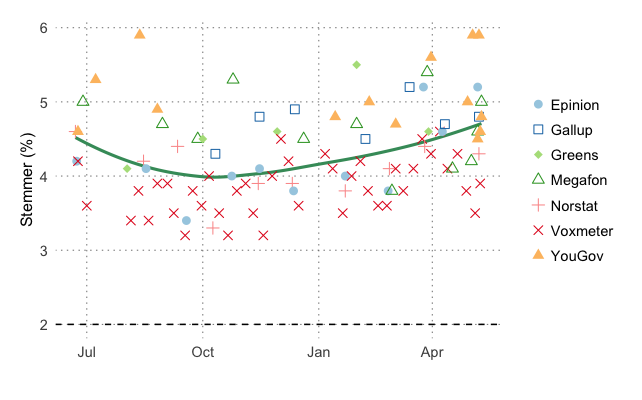 6
5
4
3
2
Stemmer (%)
Jul
Oct
Jan
Apr
Epinion
Gallup
Greens
Megafon
Norstat
Voxmeter
YouGov